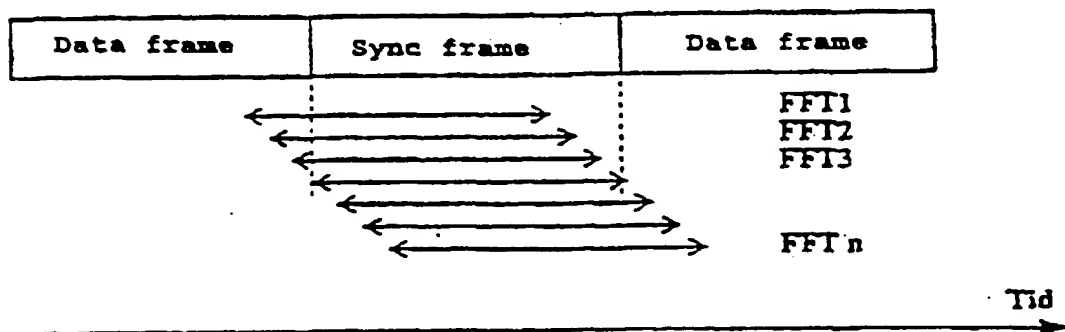 Data frame Sync frame Data frame
FFT1
FFT2
FFT3
FFT n
Tid